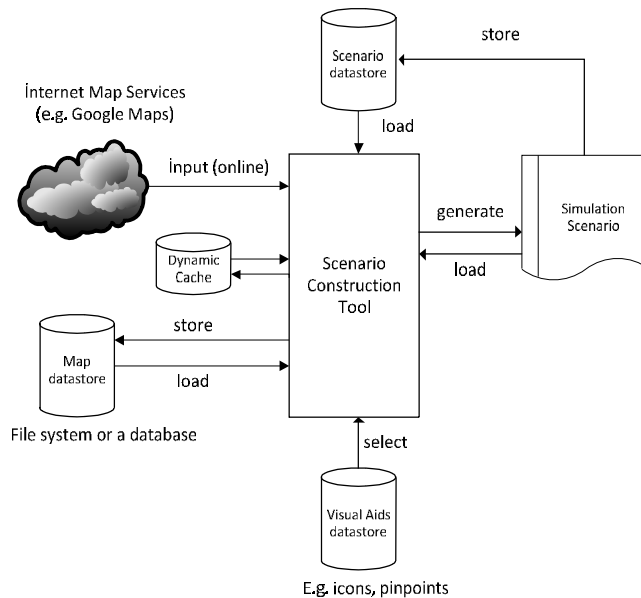 Scenario
datastore
store
İnternet Map Services
(e.g. Google Maps)
load
İnput (online)
generate
Simulation
Scenario
Dynamic
Cache
Scenario
Construction
Tool
load
store
Map
datastore
load
File system or a database
select
Visual Aids
datastore
E.g. icons, pinpoints